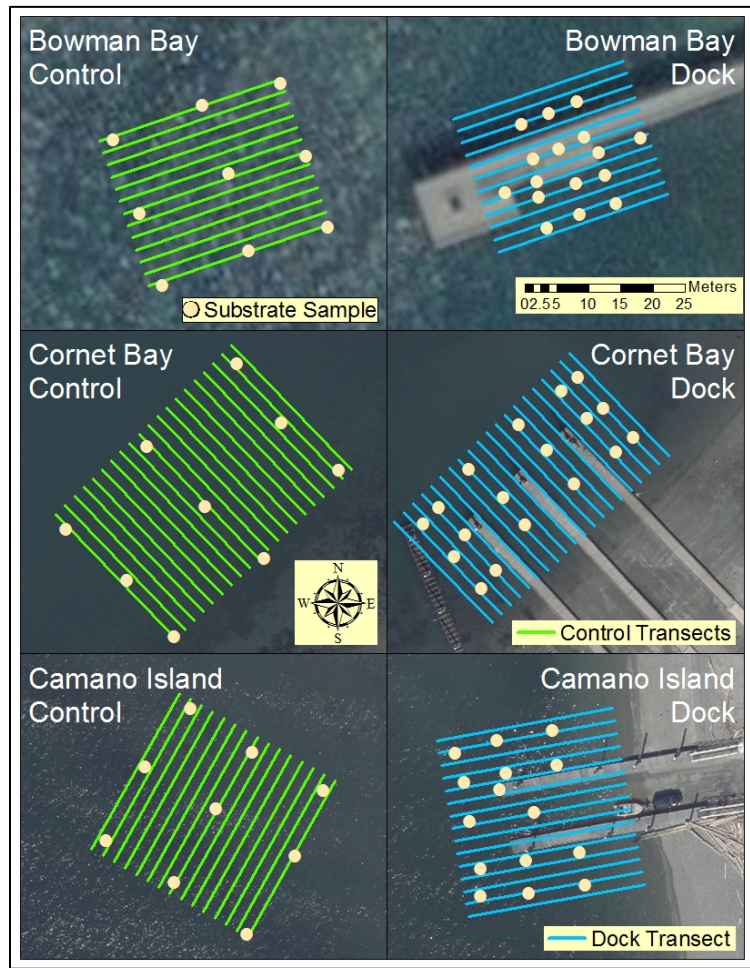 Bowman Bay
Control
Bowman Bay
Dock
Substrate Sample
Meters
02.55 10 15 20 25
Cornet Bay
Control
Cornet Bay
Dock
N
W E
S
Control Transects
Camano Island
Control
Camano Island
Dock
Dock Transect